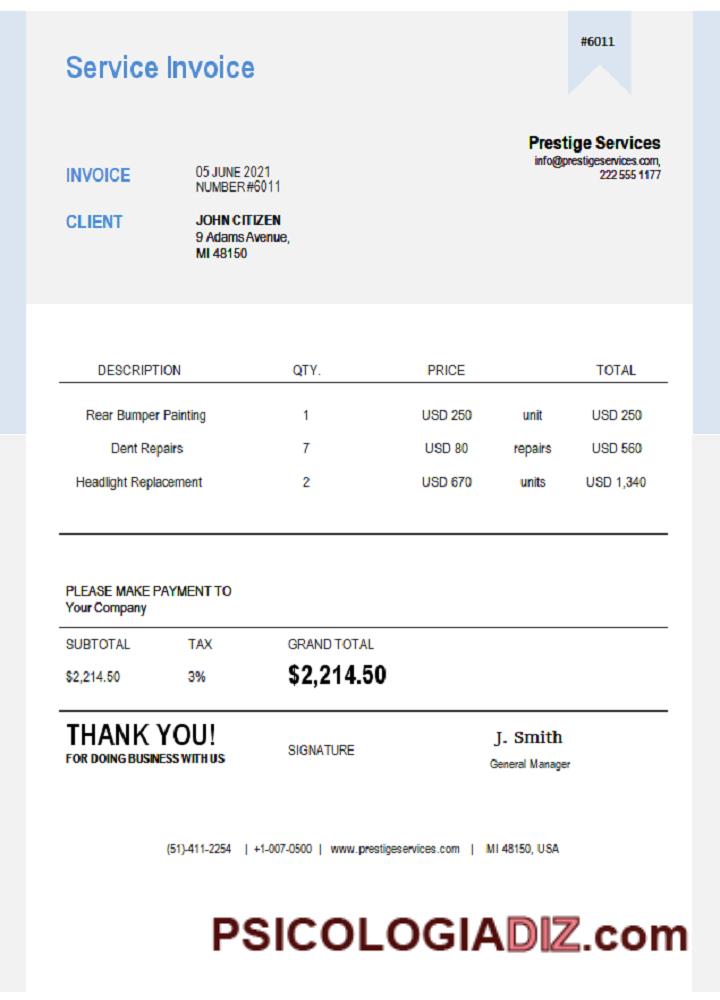 #6011
Service Invoice
Prestige Services
info@prestigeservices.com,
222 555 1177
INVOICE 05 JUNE 2021
NUMBER#6011
CLIENT JOHN CITIZEN
9 Adams Avenue,
MI 48150
DESCRIPTION QTY. PRICE TOTAL
Rear Bumper Painting 1 USD 250 unit USD 250
Dent Repairs 7 USD 80 repairs USD 560
Headlight Replacement 2 USD 670 units USD 1,340
PLEASE MAKE PAYMENT TO
Your Company
SUBTOTAL TAX GRAND TOTAL
$2,214.50 3% $2,214.50
THANK YOU!
FOR DOING BUSINESS WITH US
SIGNATURE
J. Smith
General Manager
(51)-411-2254 | +1-007-0500 | www.prestigeservices.com | MI 48150, USA
PSICOLOGIADIZ.com